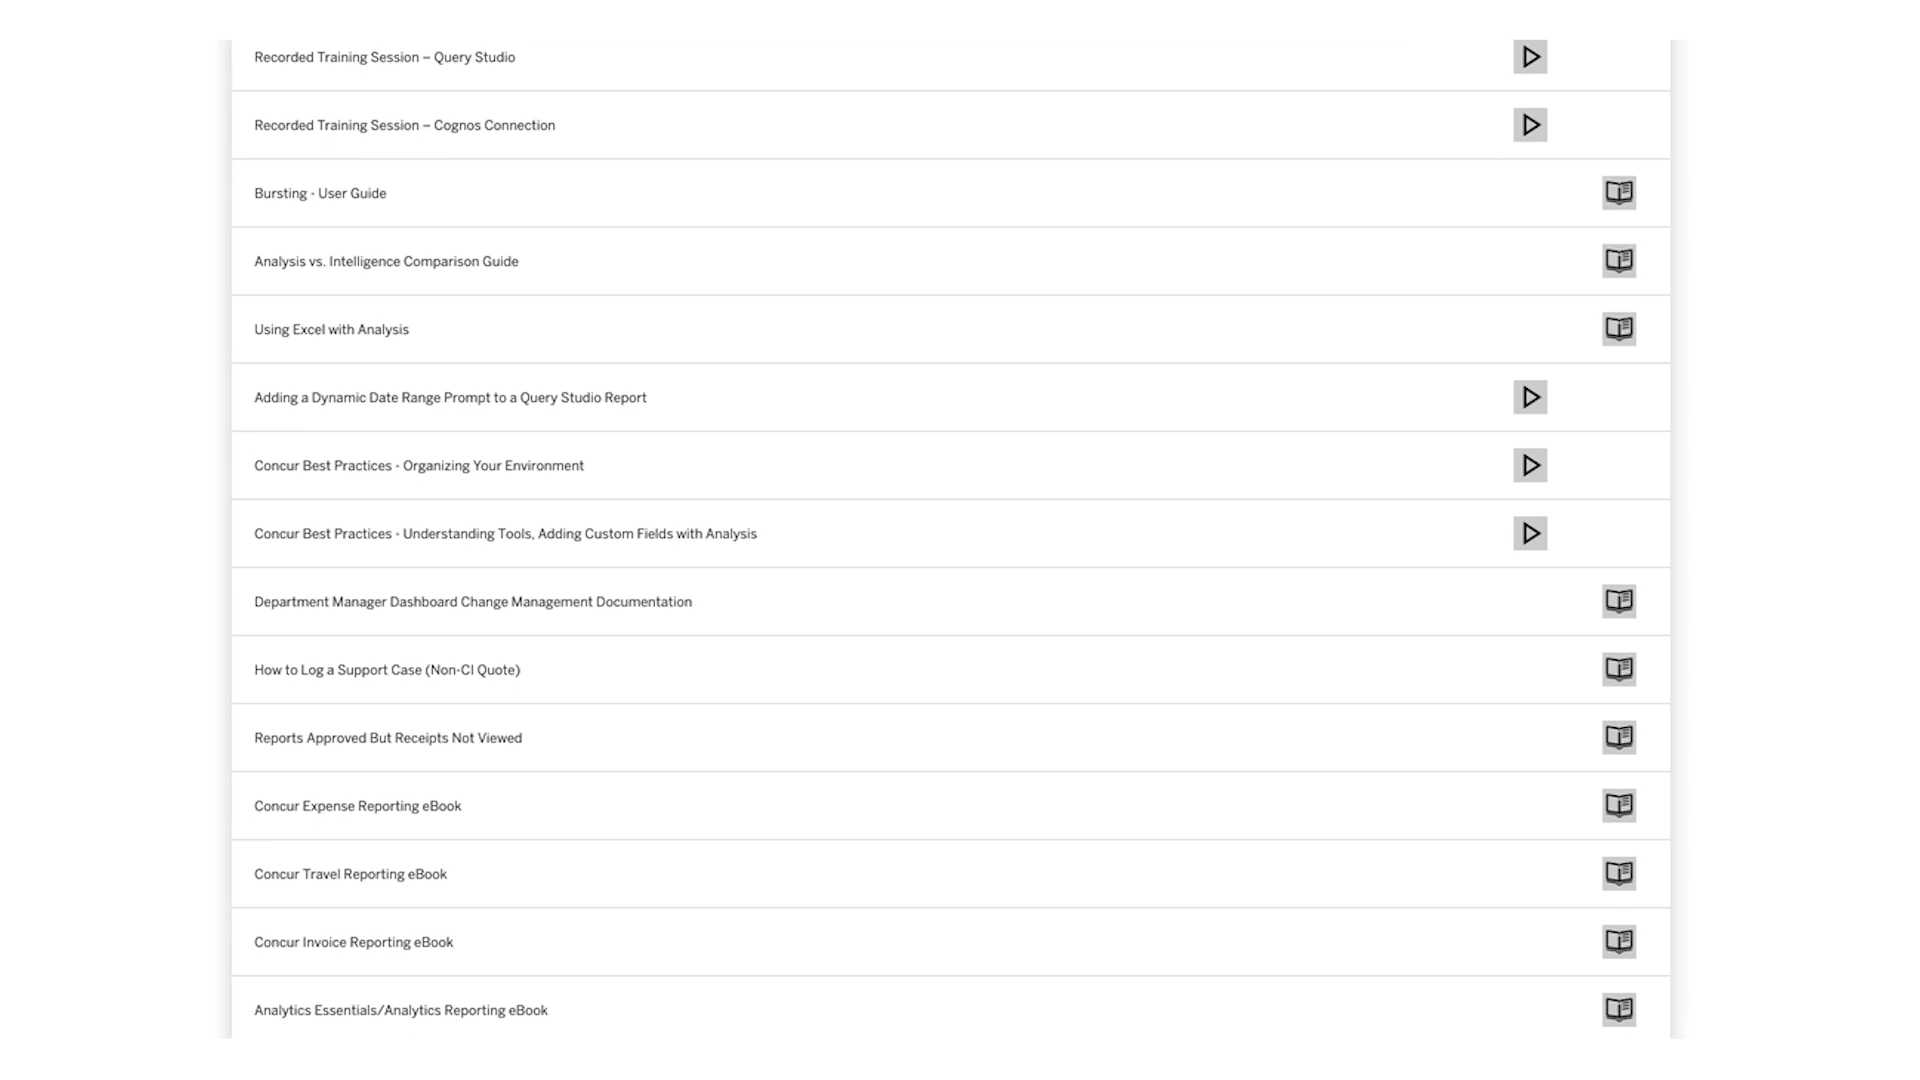 Recorded Training Session – Query Studio
Recorded Training Session – Cognos Connection
Bursting - User Guide
Analysis vs. Intelligence Comparison Guide
Using Excel with Analysis
Adding a Dynamic Date Range Prompt to a Query Studio Report
Concur Best Practices - Organizing Your Environment
Concur Best Practices - Understanding Tools, Adding Custom Fields with Analysis
Department Manager Dashboard Change Management Documentation
How to Log a Support Case (Non-CI Quote)
Reports Approved But Receipts Not Viewed
Concur Expense Reporting eBook
Concur Travel Reporting eBook
Concur Invoice Reporting eBook
Analytics Essentials/Analytics Reporting eBook